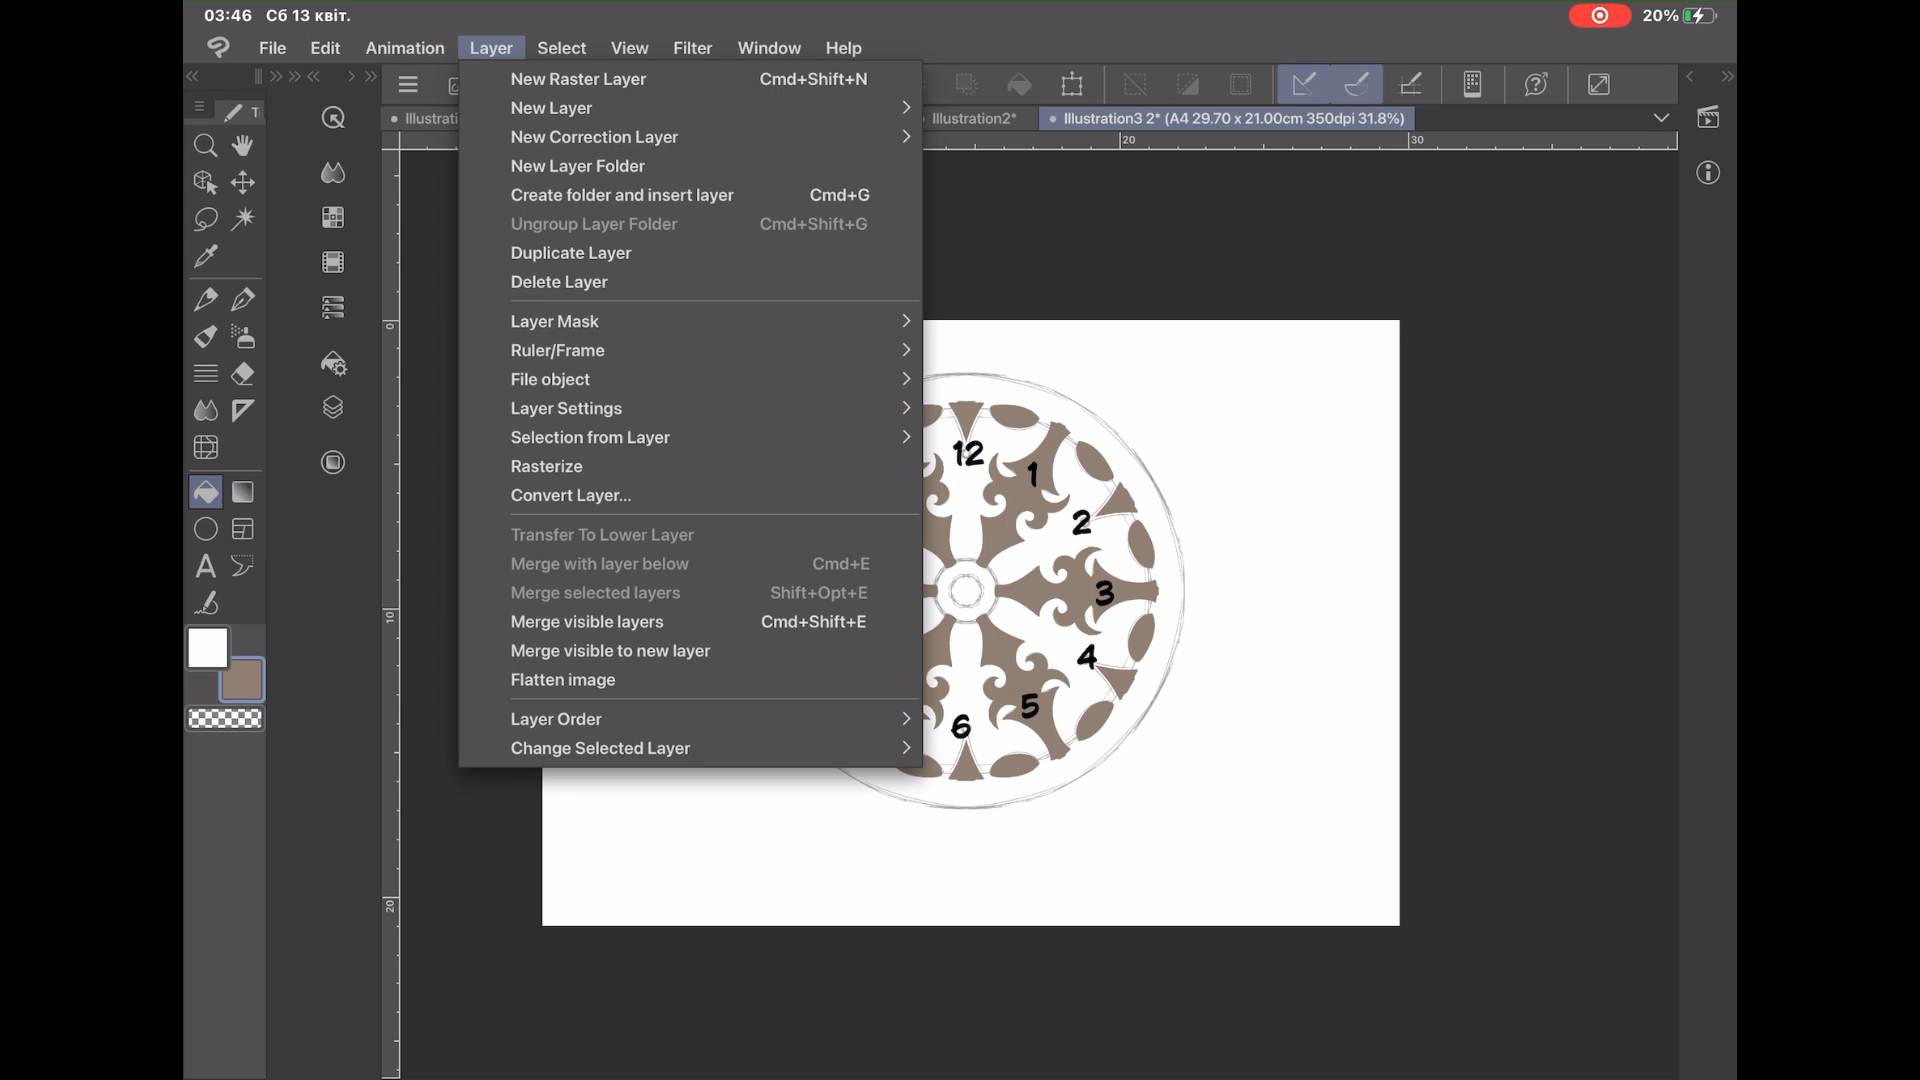 03:46 Сб 13 квіт. 20%
File Edit Animation Layer Select View Filter Window Help
New Raster Layer Cmd+Shift+N
New Layer
New Correction Layer
New Layer Folder
Create folder and insert layer Cmd+G
Ungroup Layer Folder Cmd+Shift+G
Duplicate Layer
Delete Layer
Layer Mask
Ruler/Frame
File object
Layer Settings
Selection from Layer
Rasterize
Convert Layer...
Transfer To Lower Layer
Merge with layer below Cmd+E
Merge selected layers Shift+Opt+E
Merge visible layers Cmd+Shift+E
Merge visible to new layer
Flatten image
Layer Order
Change Selected Layer
Illustrati Illustration2* Illustration3 2* (A4 29.70 x 21.00cm 350dpi 31.8%)
20 30
0
10
20
12
1
2
3
4
5
6